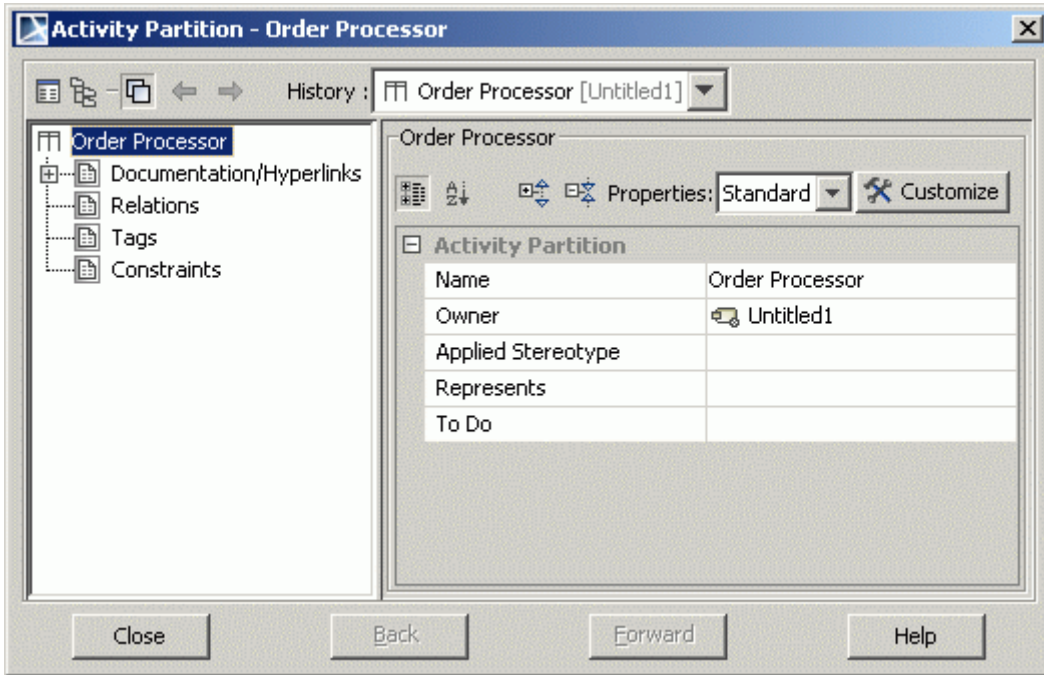 Activity Partition - Order Processor
History : Order Processor [Untitled1]
Order Processor
Documentation/Hyperlinks
Relations
Tags
Constraints
Order Processor
Properties: Standard Customize
Activity Partition
Name Order Processor
Owner Untitled1
Applied Stereotype
Represents
To Do
Close Back Forward Help